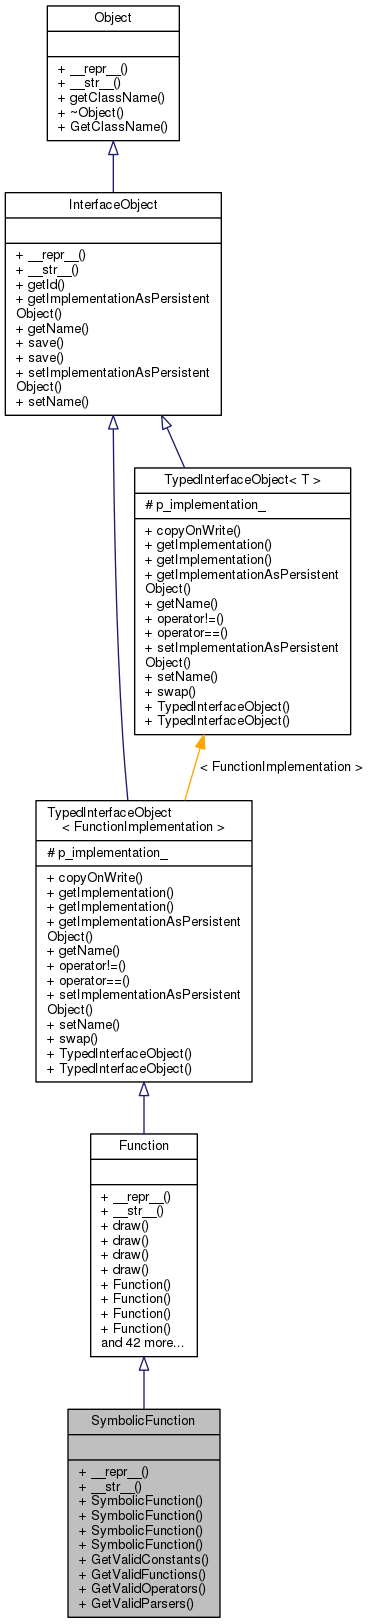 Object
+ __repr__()
+ __str__()
+ getClassName()
+ ~Object()
+ GetClassName()
InterfaceObject
+ __repr__()
+ __str__()
+ getId()
+ getImplementationAsPersistent
Object()
+ getName()
+ save()
+ save()
+ setImplementationAsPersistent
Object()
+ setName()
TypedInterfaceObject< T >
# p_implementation_
+ copyOnWrite()
+ getImplementation()
+ getImplementation()
+ getImplementationAsPersistent
Object()
+ getName()
+ operator!=()
+ operator==()
+ setImplementationAsPersistent
Object()
+ setName()
+ swap()
+ TypedInterfaceObject()
+ TypedInterfaceObject()
< FunctionImplementation >
TypedInterfaceObject
< FunctionImplementation >
# p_implementation_
+ copyOnWrite()
+ getImplementation()
+ getImplementation()
+ getImplementationAsPersistent
Object()
+ getName()
+ operator!=()
+ operator==()
+ setImplementationAsPersistent
Object()
+ setName()
+ swap()
+ TypedInterfaceObject()
+ TypedInterfaceObject()
Function
+ __repr__()
+ __str__()
+ draw()
+ draw()
+ draw()
+ draw()
+ Function()
+ Function()
+ Function()
+ Function()
and 42 more...
SymbolicFunction
+ __repr__()
+ __str__()
+ SymbolicFunction()
+ SymbolicFunction()
+ SymbolicFunction()
+ SymbolicFunction()
+ GetValidConstants()
+ GetValidFunctions()
+ GetValidOperators()
+ GetValidParsers()